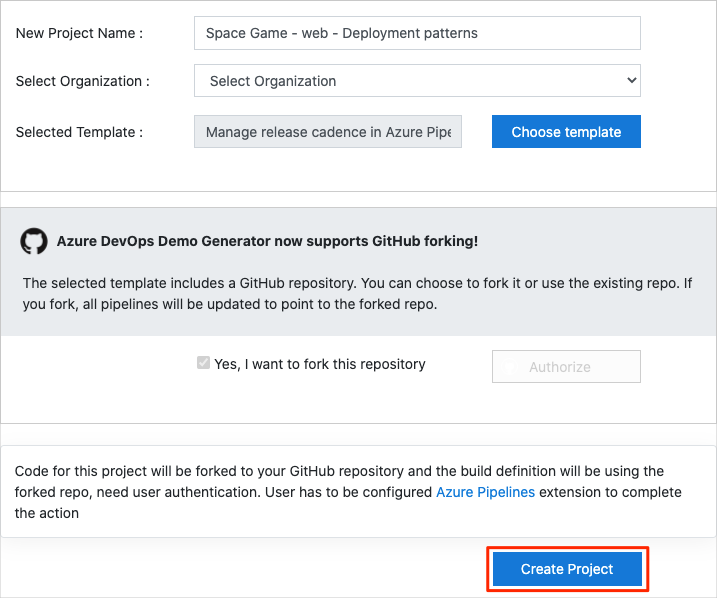 New Project Name :
Space Game - web - Deployment patterns
Select Organization :
Select Organization
Selected Template :
Manage release cadence in Azure Pipe
Choose template
Azure DevOps Demo Generator now supports GitHub forking!
The selected template includes a GitHub repository. You can choose to fork it or use the existing repo. If
you fork, all pipelines will be updated to point to the forked repo.
Yes, I want to fork this repository
Authorize
Code for this project will be forked to your GitHub repository and the build definition will be using the
forked repo, need user authentication. User has to be configured Azure Pipelines extension to complete
the action
Create Project